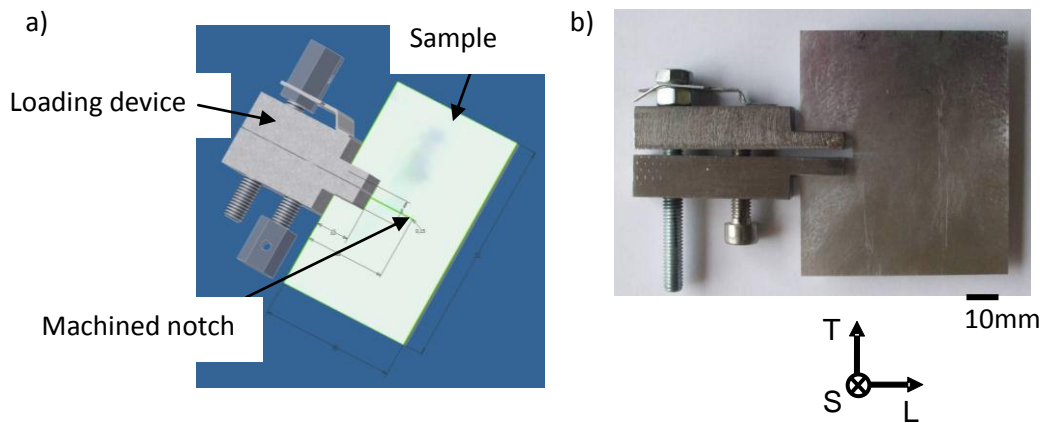 a)
Sample
Loading device
Machined notch
b)
10mm
T
S
L